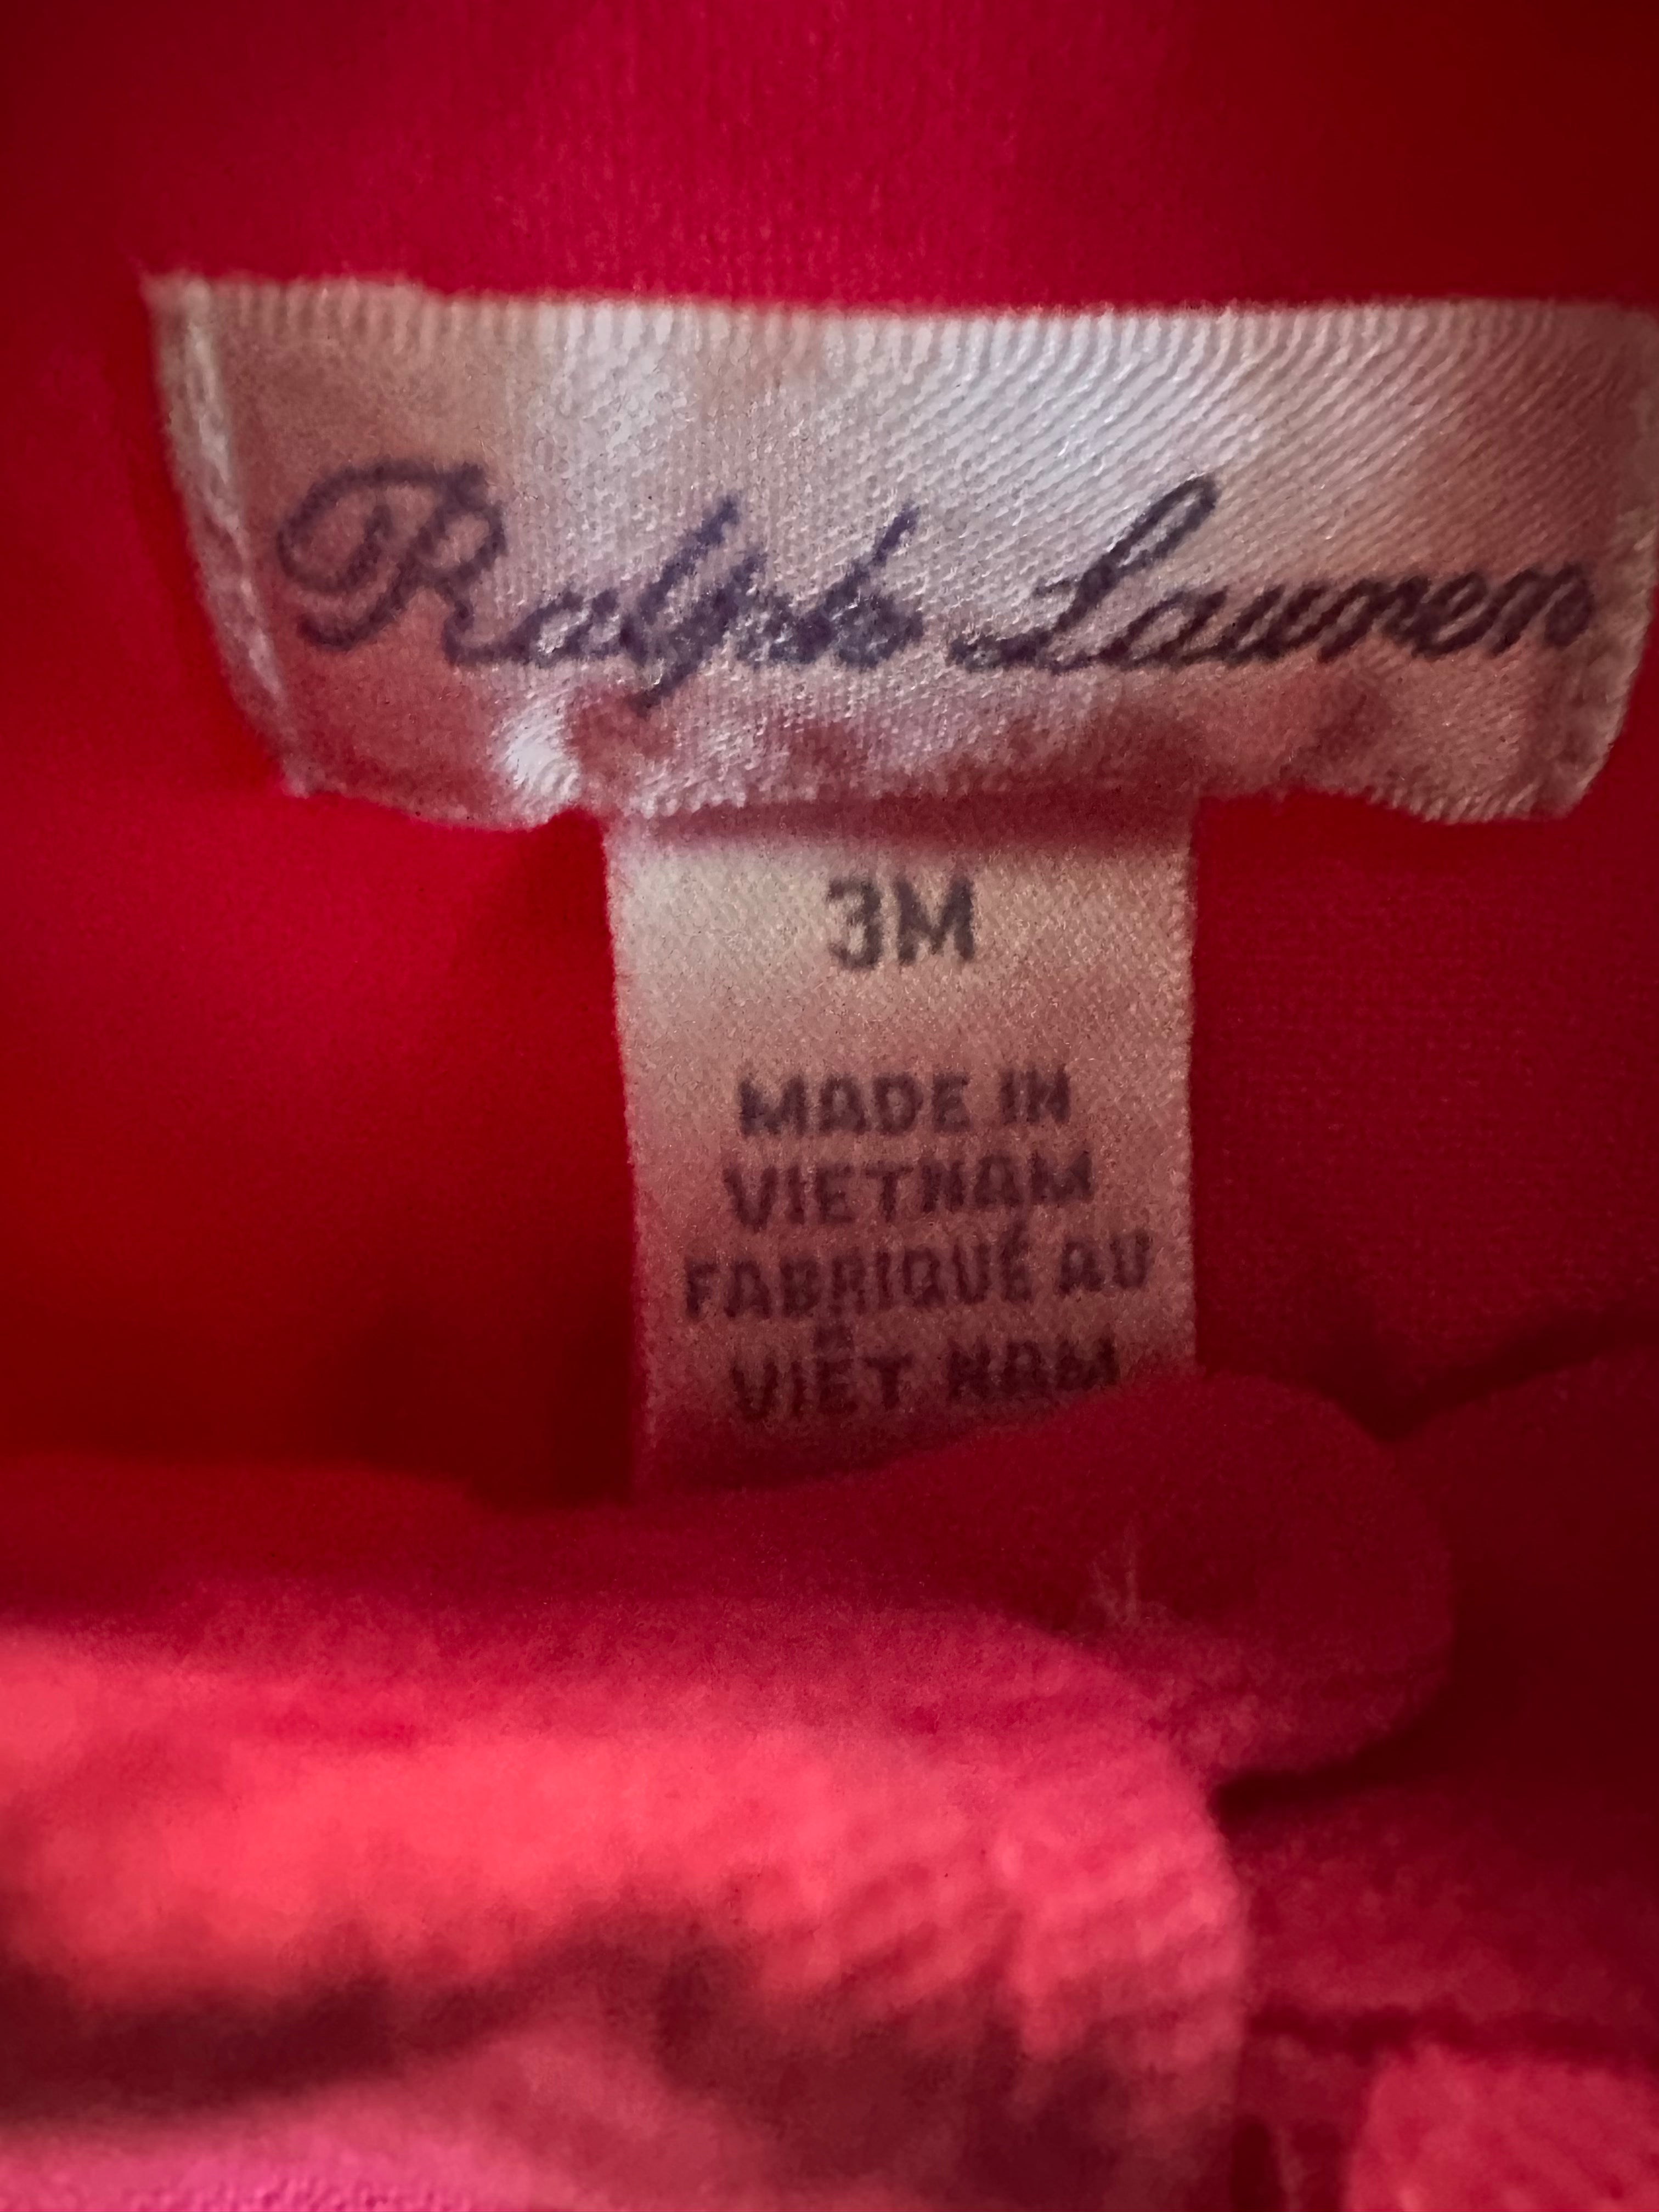 Ralph Lauren
3M
MADE IN
VIETNAM
FABRIQUÉ AU
VIÊT NAM